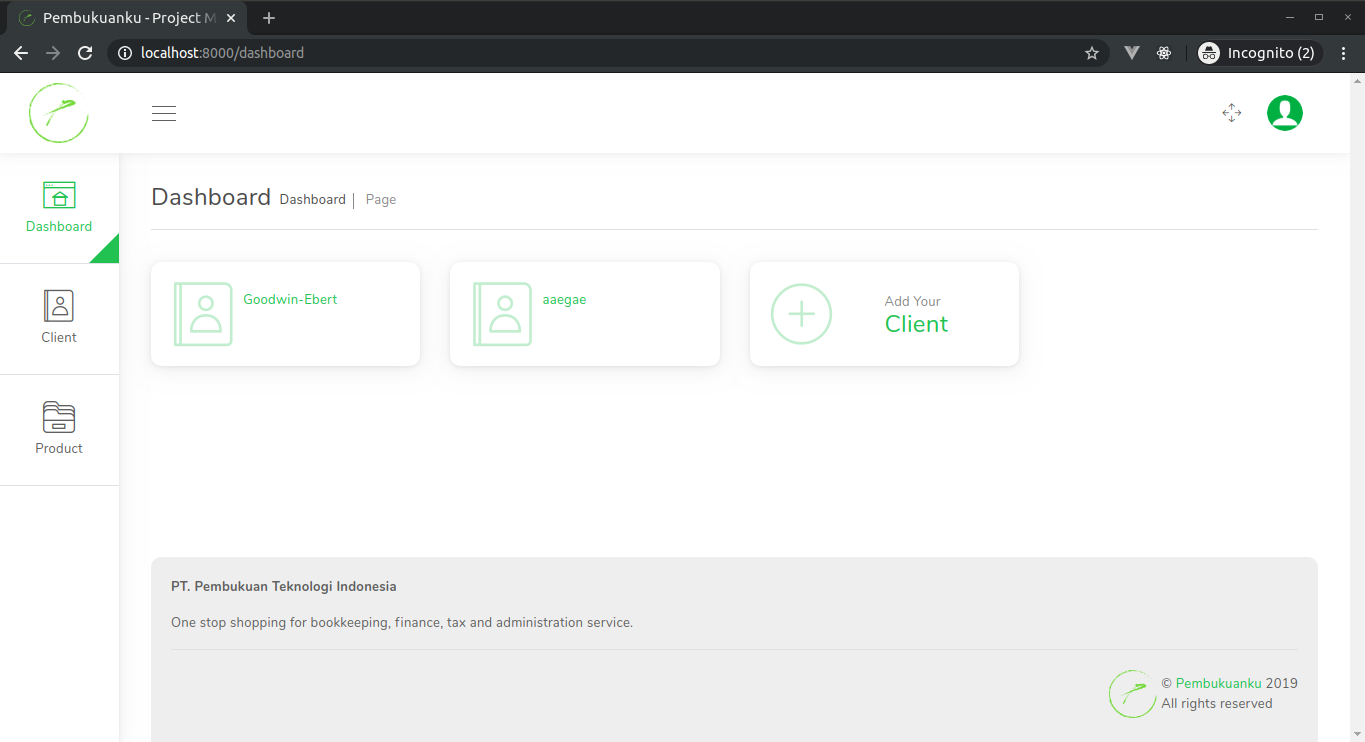 Pembukuanku - Project M
localhost:8000/dashboard
Incognito (2)
Dashboard
Client
Product
Dashboard Dashboard | Page
Goodwin-Ebert
aaegae
Add Your
Client
PT. Pembukuan Teknologi Indonesia
One stop shopping for bookkeeping, finance, tax and administration service.
© Pembukuanku 2019
All rights reserved